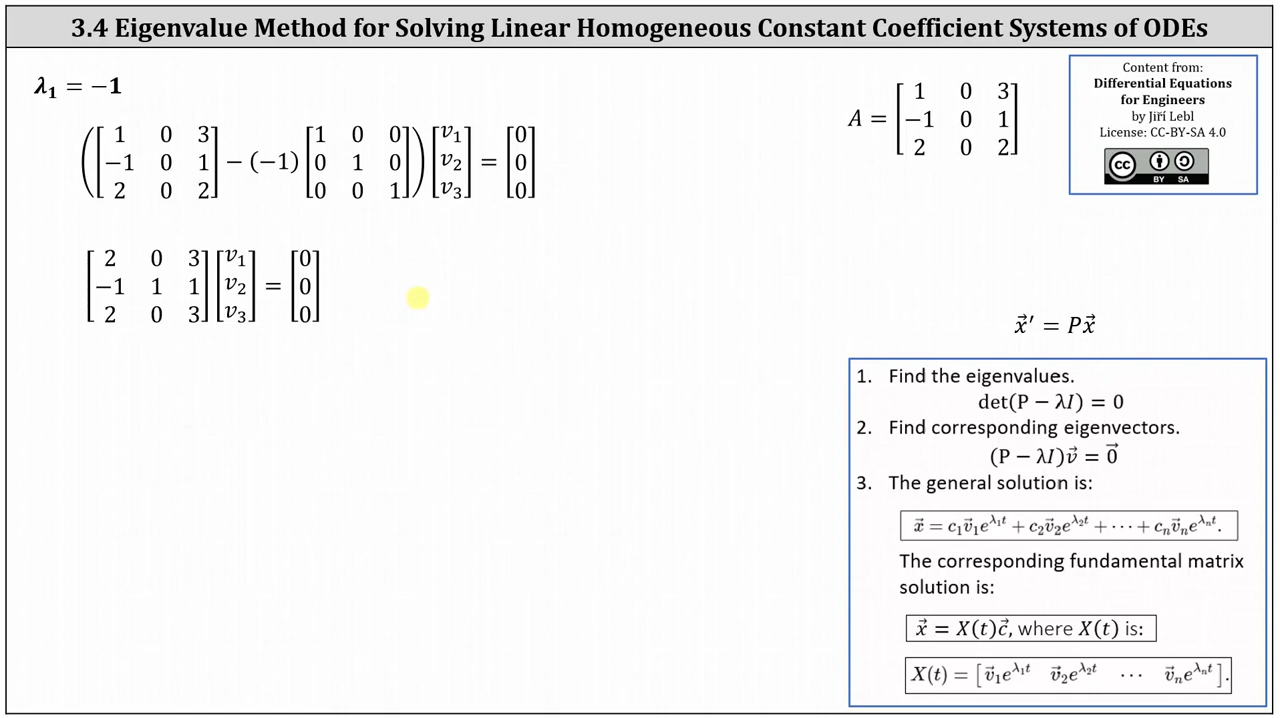 3.4 Eigenvalue Method for Solving Linear Homogeneous Constant Coefficient Systems of ODEs
λ₁ = −1
([1 0 3; −1 0 1; 2 0 2] − (−1)[1 0 0; 0 1 0; 0 0 1])[v₁; v₂; v₃] = [0; 0; 0]
[2 0 3; −1 1 1; 2 0 3][v₁; v₂; v₃] = [0; 0; 0]
A = [1 0 3; −1 0 1; 2 0 2]
Content from:
Differential Equations
for Engineers
by Jiří Lebl
License: CC-BY-SA 4.0
CC BY SA
x⃗′ = Px⃗
1. Find the eigenvalues.
det(P − λI) = 0
2. Find corresponding eigenvectors.
(P − λI)v⃗ = 0⃗
3. The general solution is:
x⃗ = c₁v⃗₁e^{λ₁t} + c₂v⃗₂e^{λ₂t} + ⋯ + cₙv⃗ₙe^{λₙt}.
The corresponding fundamental matrix
solution is:
x⃗ = X(t)c⃗, where X(t) is:
X(t) = [v⃗₁e^{λ₁t} v⃗₂e^{λ₂t} ⋯ v⃗ₙe^{λₙt}].